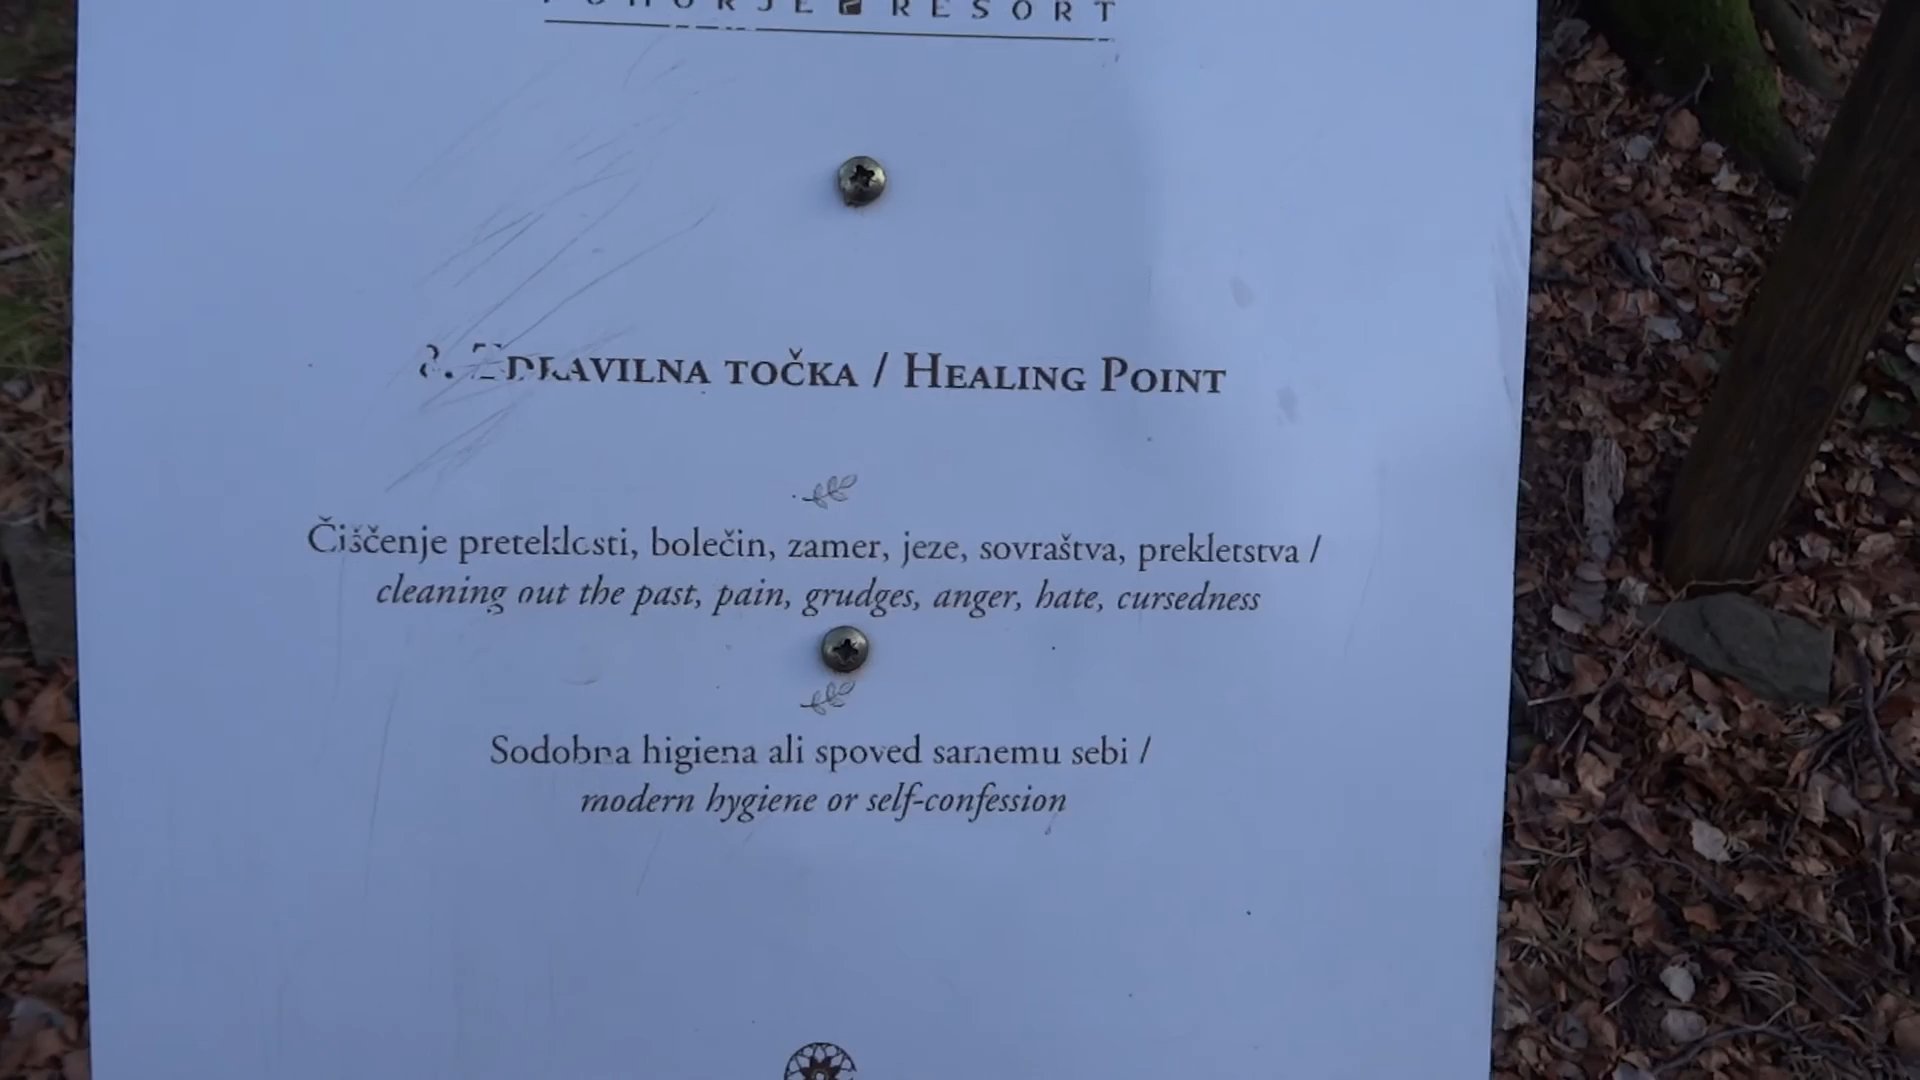 POHORJE RESORT
ZDRAVILNA TOČKA / HEALING POINT
Čiščenje preteklosti, bolečin, zamer, jeze, sovraštva, prekletstva /
cleaning out the past, pain, grudges, anger, hate, cursedness
Sodobna higiena ali spoved samemu sebi /
modern hygiene or self-confession